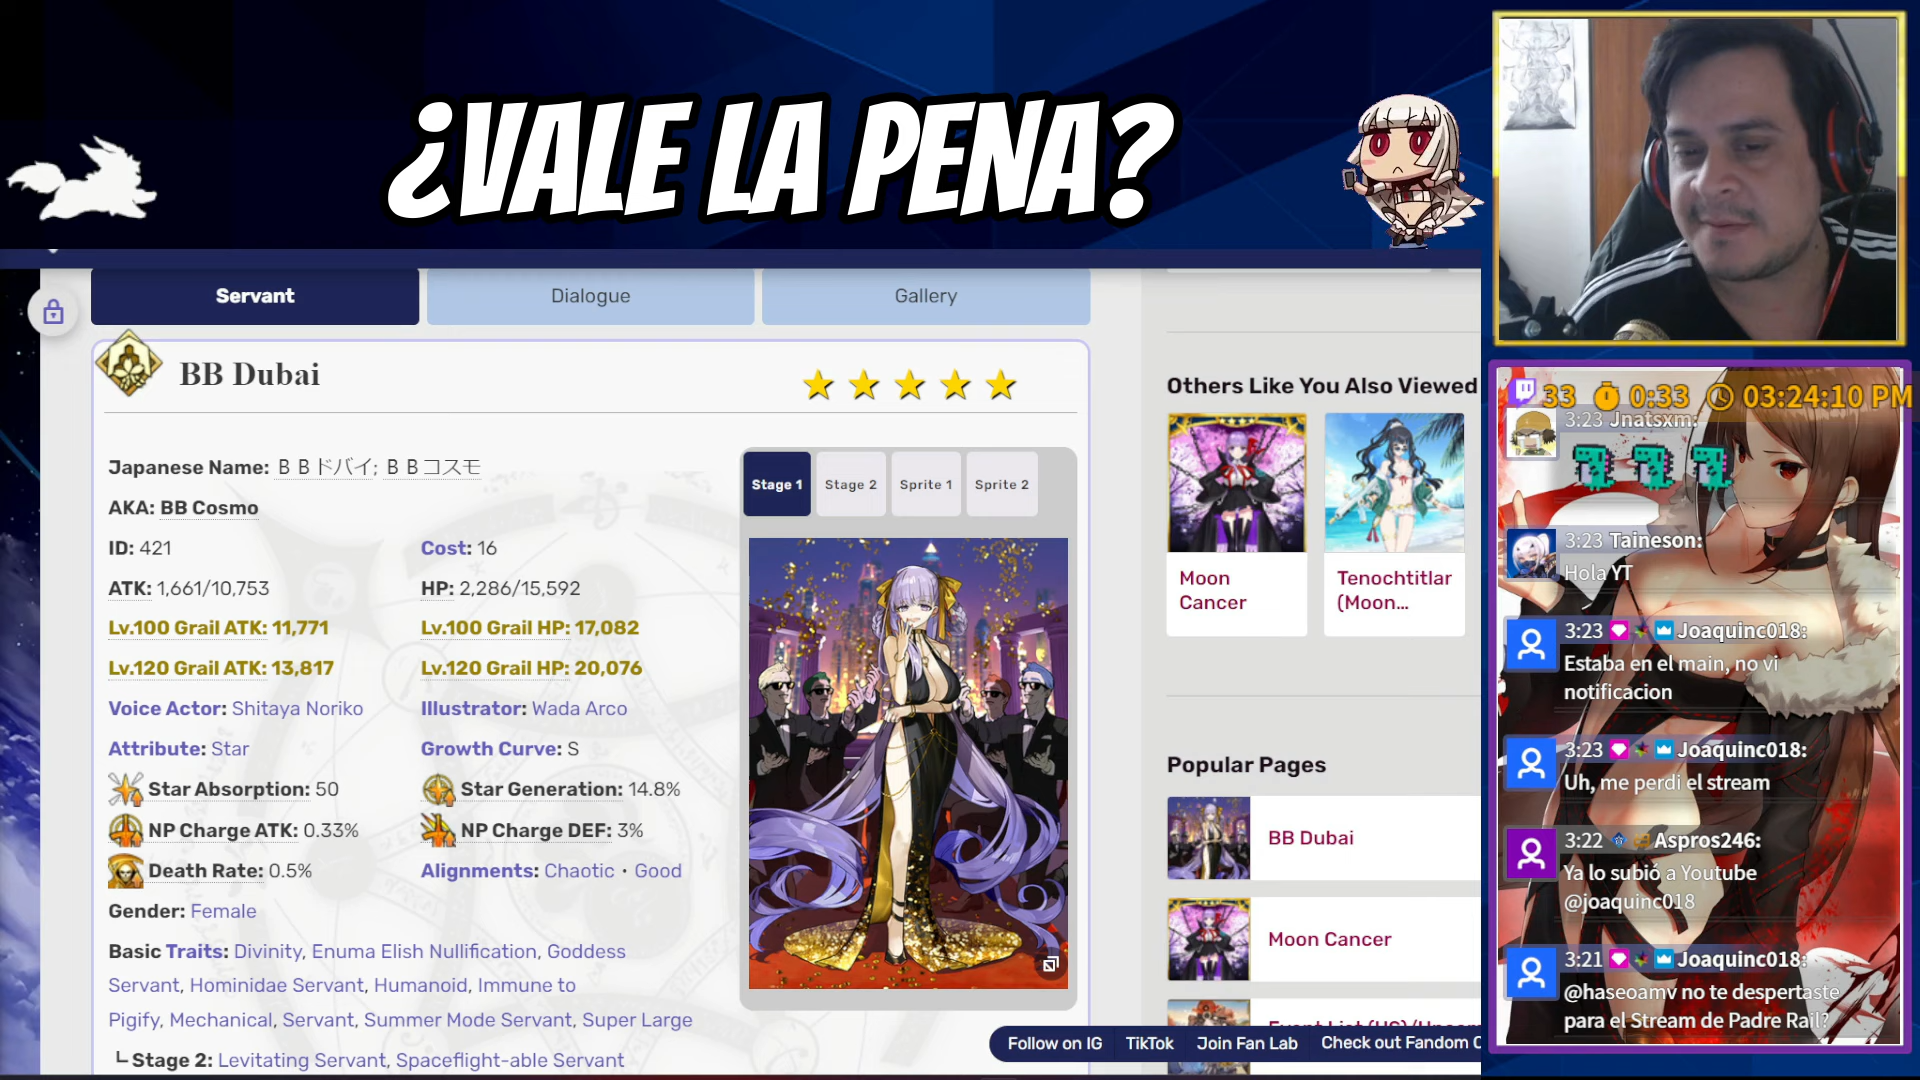 ¿VALE LA PENA?
Servant
Dialogue
Gallery
BB Dubai
Japanese Name: ＢＢドバイ; ＢＢコスモ
AKA: BB Cosmo
ID: 421
Cost: 16
ATK: 1,661/10,753
HP: 2,286/15,592
Lv.100 Grail ATK: 11,771
Lv.100 Grail HP: 17,082
Lv.120 Grail ATK: 13,817
Lv.120 Grail HP: 20,076
Voice Actor: Shitaya Noriko
Illustrator: Wada Arco
Attribute: Star
Growth Curve: S
Star Absorption: 50
Star Generation: 14.8%
NP Charge ATK: 0.33%
NP Charge DEF: 3%
Death Rate: 0.5%
Alignments: Chaotic・Good
Gender: Female
Basic Traits: Divinity, Enuma Elish Nullification, Goddess
Servant, Hominidae Servant, Humanoid, Immune to
Pigify, Mechanical, Servant, Summer Mode Servant, Super Large
┗ Stage 2: Levitating Servant, Spaceflight-able Servant
Stage 1
Stage 2
Sprite 1
Sprite 2
Others Like You Also Viewed
Moon
Cancer
Tenochtitlar
(Moon...
Popular Pages
BB Dubai
Moon Cancer
Follow on IG
TikTok
Join Fan Lab
Check out Fandom
33 0:33 03:24:10 PM
3:23 Jnatsxm:
3:23 Taineson:
Hola YT
3:23 Joaquinc018:
Estaba en el main, no vi
notificacion
3:23 Joaquinc018:
Uh, me perdi el stream
3:22 Aspros246:
Ya lo subió a Youtube
@joaquinc018
3:21 Joaquinc018:
@haseoamv no te despertaste
para el Stream de Padre Rail?